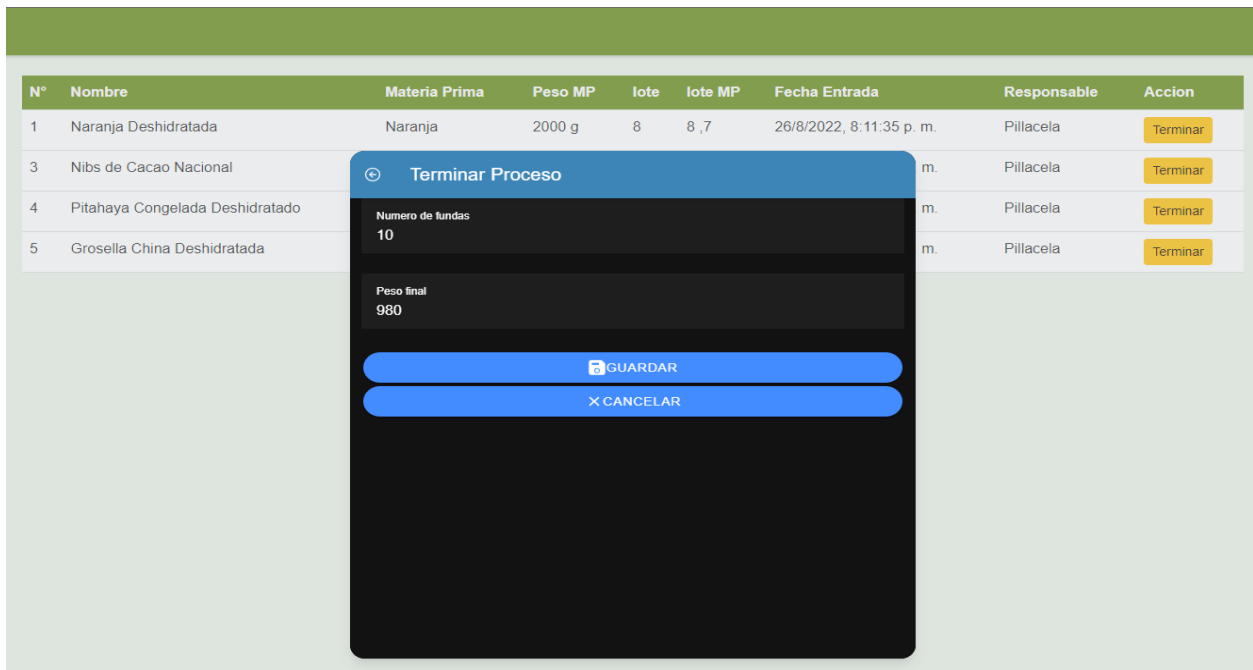 N° Nombre Materia Prima Peso MP lote lote MP Fecha Entrada Responsable Accion
1 Naranja Deshidratada Naranja 2000 g 8 8 ,7 26/8/2022, 8:11:35 p. m. Pillacela Terminar
3 Nibs de Cacao Nacional m. Pillacela Terminar
4 Pitahaya Congelada Deshidratado m. Pillacela Terminar
5 Grosella China Deshidratada m. Pillacela Terminar
Terminar Proceso
Numero de fundas
10
Peso final
980
GUARDAR
CANCELAR